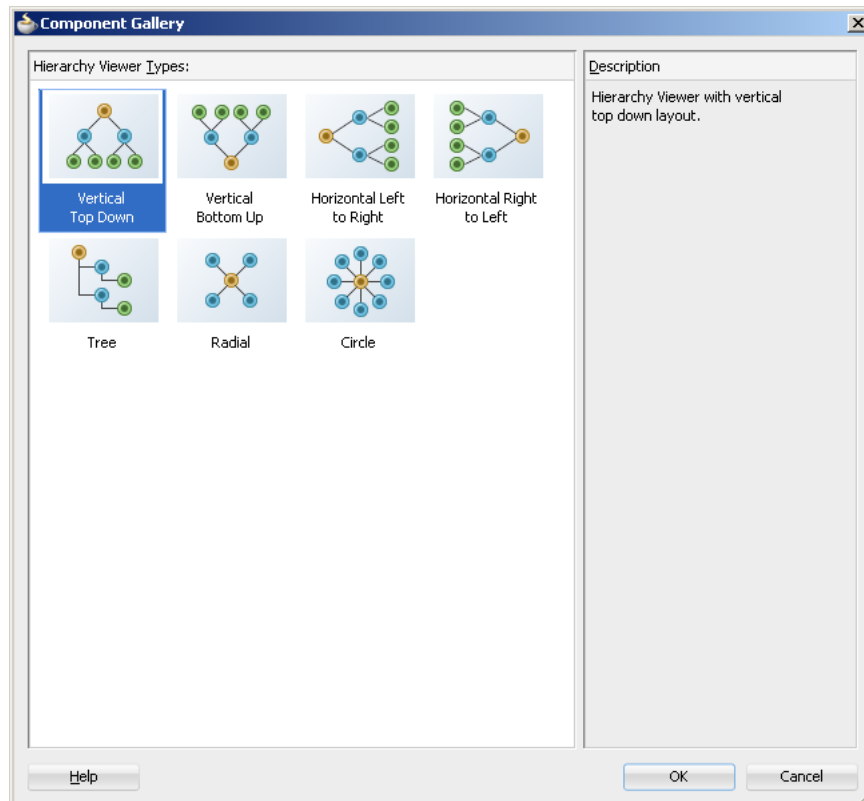 Component Gallery
Hierarchy Viewer Types:
Vertical
Top Down
Vertical
Bottom Up
Horizontal Left
to Right
Horizontal Right
to Left
Tree
Radial
Circle
Description
Hierarchy Viewer with vertical
top down layout.
Help
OK
Cancel